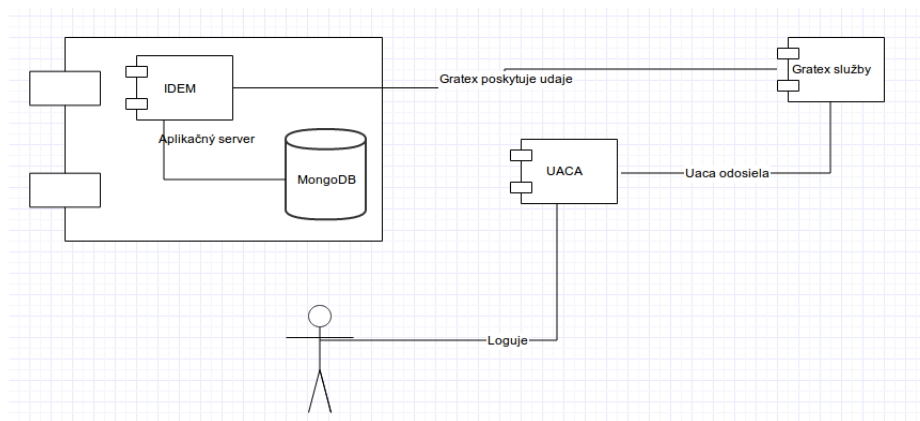 Gratex služby
Gratex poskytuje udaje
IDEM
Aplikačný server
MongoDB
UACA
Uaca odosiela
Loguje